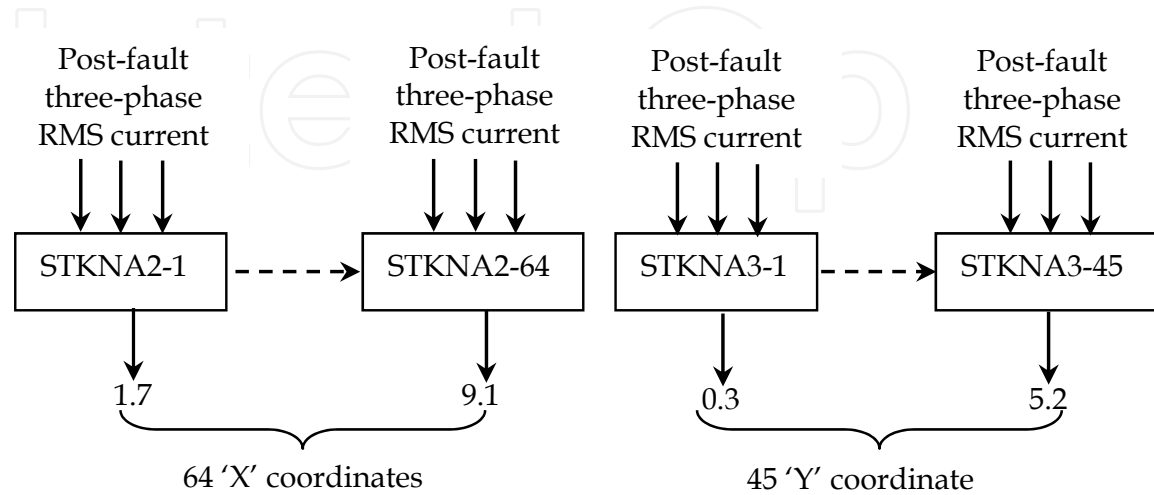 Post-fault
three-phase
RMS current
Post-fault
three-phase
RMS current
Post-fault
three-phase
RMS current
Post-fault
three-phase
RMS current
STKNA2-1
STKNA2-64
STKNA3-1
STKNA3-45
1.7
9.1
0.3
5.2
64 ‘X’ coordinates
45 ‘Y’ coordinate